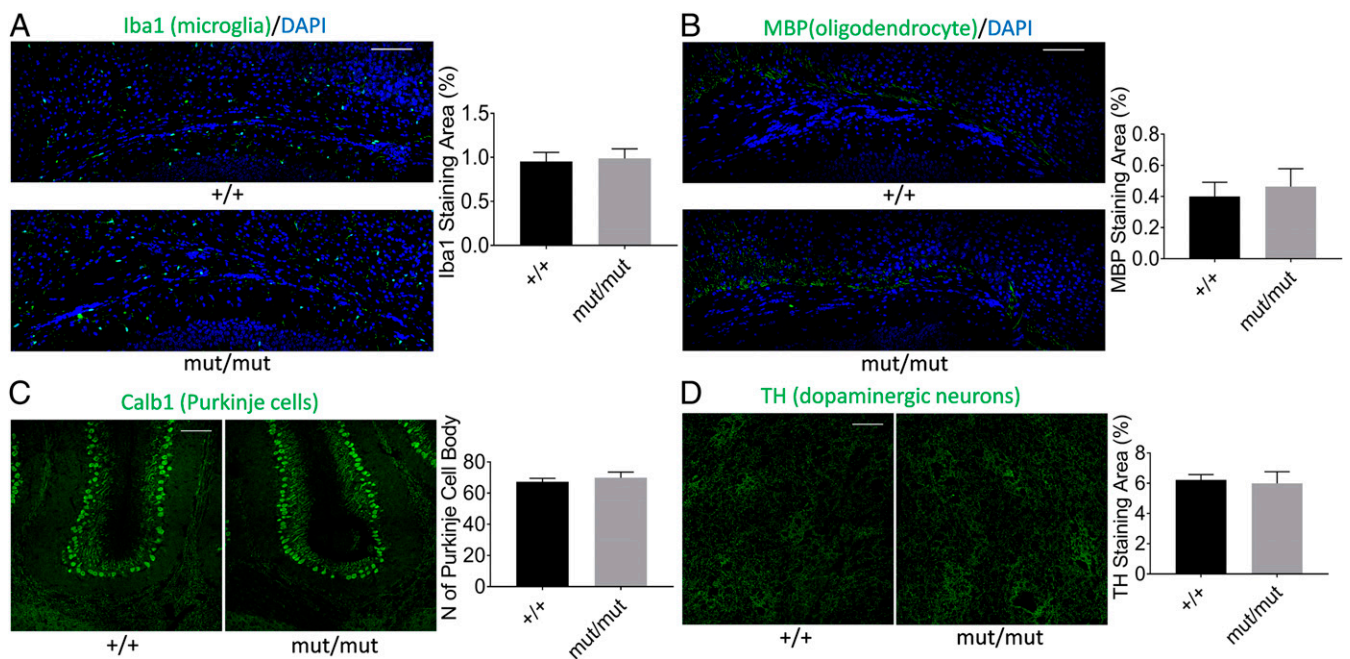 A
Iba1 (microglia)/DAPI
+/+
mut/mut
Iba1 Staining Area (%)
1.5
1.0
0.5
0.0
+/+
mut/mut
B
MBP(oligodendrocyte)/DAPI
+/+
mut/mut
MBP Staining Area (%)
0.8
0.6
0.4
0.2
0.0
+/+
mut/mut
C
Calb1 (Purkinje cells)
+/+
mut/mut
N of Purkinje Cell Body
80
60
40
20
0
+/+
mut/mut
D
TH (dopaminergic neurons)
+/+
mut/mut
TH Staining Area (%)
8
6
4
2
0
+/+
mut/mut